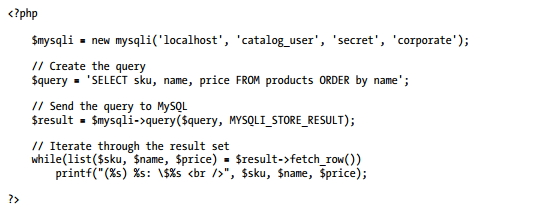 <?php
$mysqli = new mysqli('localhost', 'catalog_user', 'secret', 'corporate');
// Create the query
$query = 'SELECT sku, name, price FROM products ORDER by name';
// Send the query to MySQL
$result = $mysqli->query($query, MYSQLI_STORE_RESULT);
// Iterate through the result set
while(list($sku, $name, $price) = $result->fetch_row())
printf("(%s) %s: \$%s <br />", $sku, $name, $price);
?>